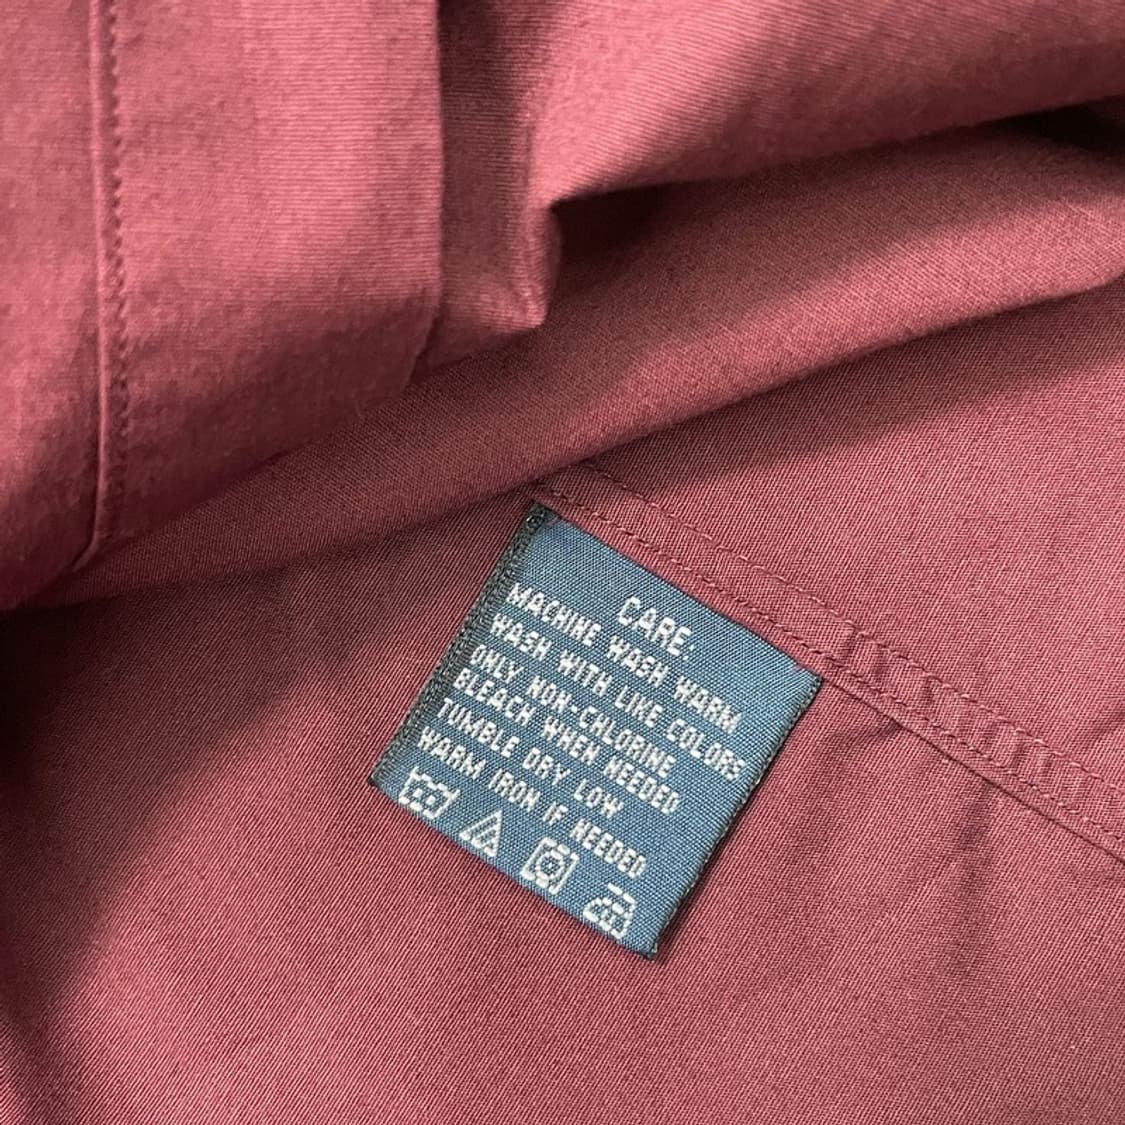 CARE:
MACHINE WASH WARM
WASH WITH LIKE COLORS
ONLY NON-CHLORINE
BLEACH WHEN NEEDED
TUMBLE DRY LOW
WARM IRON IF NEEDED